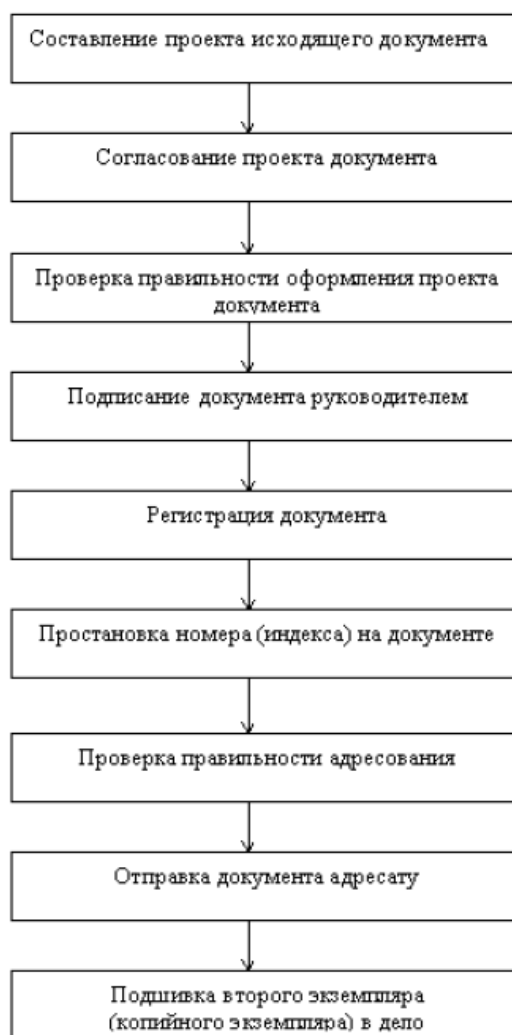 Составление проекта исходящего документа
Согласование проекта документа
Проверка правильности оформления проекта
документа
Подписание документа руководителем
Регистрация документа
Простановка номера (индекса) на документе
Проверка правильности адресования
Отправка документа адресату
Подшивка второго экземпляра
(копийного экземпляра) в дело